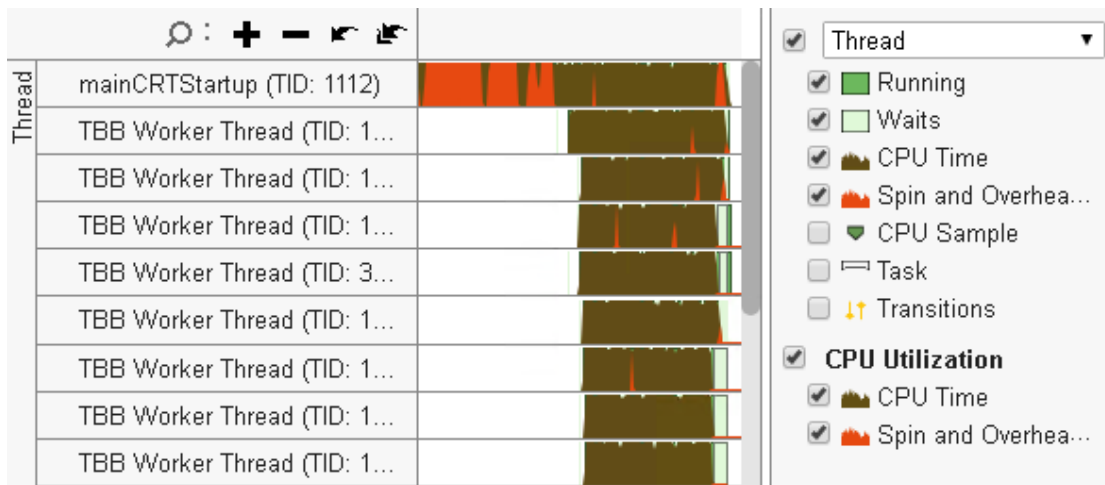 Thread
mainCRTStartup (TID: 1112)
TBB Worker Thread (TID: 1...
TBB Worker Thread (TID: 1...
TBB Worker Thread (TID: 1...
TBB Worker Thread (TID: 3...
TBB Worker Thread (TID: 1...
TBB Worker Thread (TID: 1...
TBB Worker Thread (TID: 1...
TBB Worker Thread (TID: 1...
Thread
Running
Waits
CPU Time
Spin and Overhea...
CPU Sample
Task
Transitions
CPU Utilization
CPU Time
Spin and Overhea...